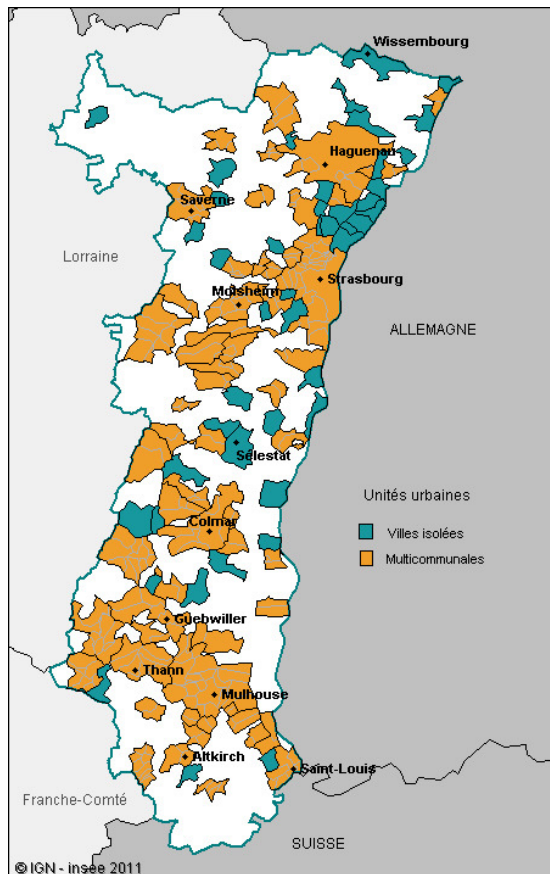 Wissembourg
Haguenau
Saverne
Lorraine
Strasbourg
Molsheim
ALLEMAGNE
Sélestat
Unités urbaines
Villes isolées
Multicommunales
Colmar
Guebwiller
Thann
Mulhouse
Altkirch
Saint-Louis
Franche-Comté
SUISSE
© IGN - insee 2011